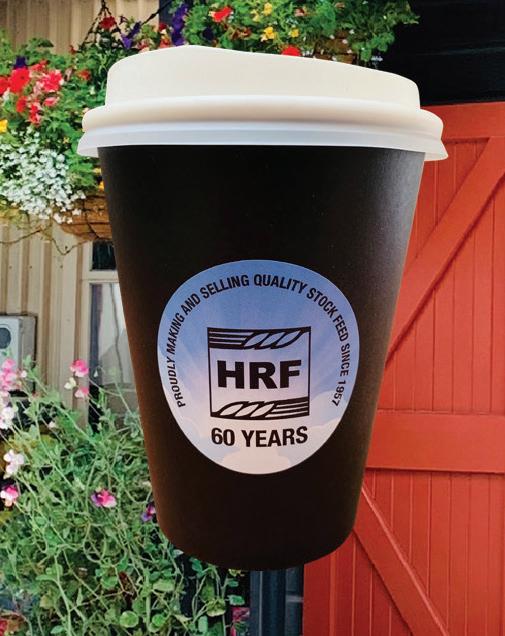 PROUDLY MAKING AND SELLING QUALITY STOCK FEED SINCE 1957
HRF
60 YEARS